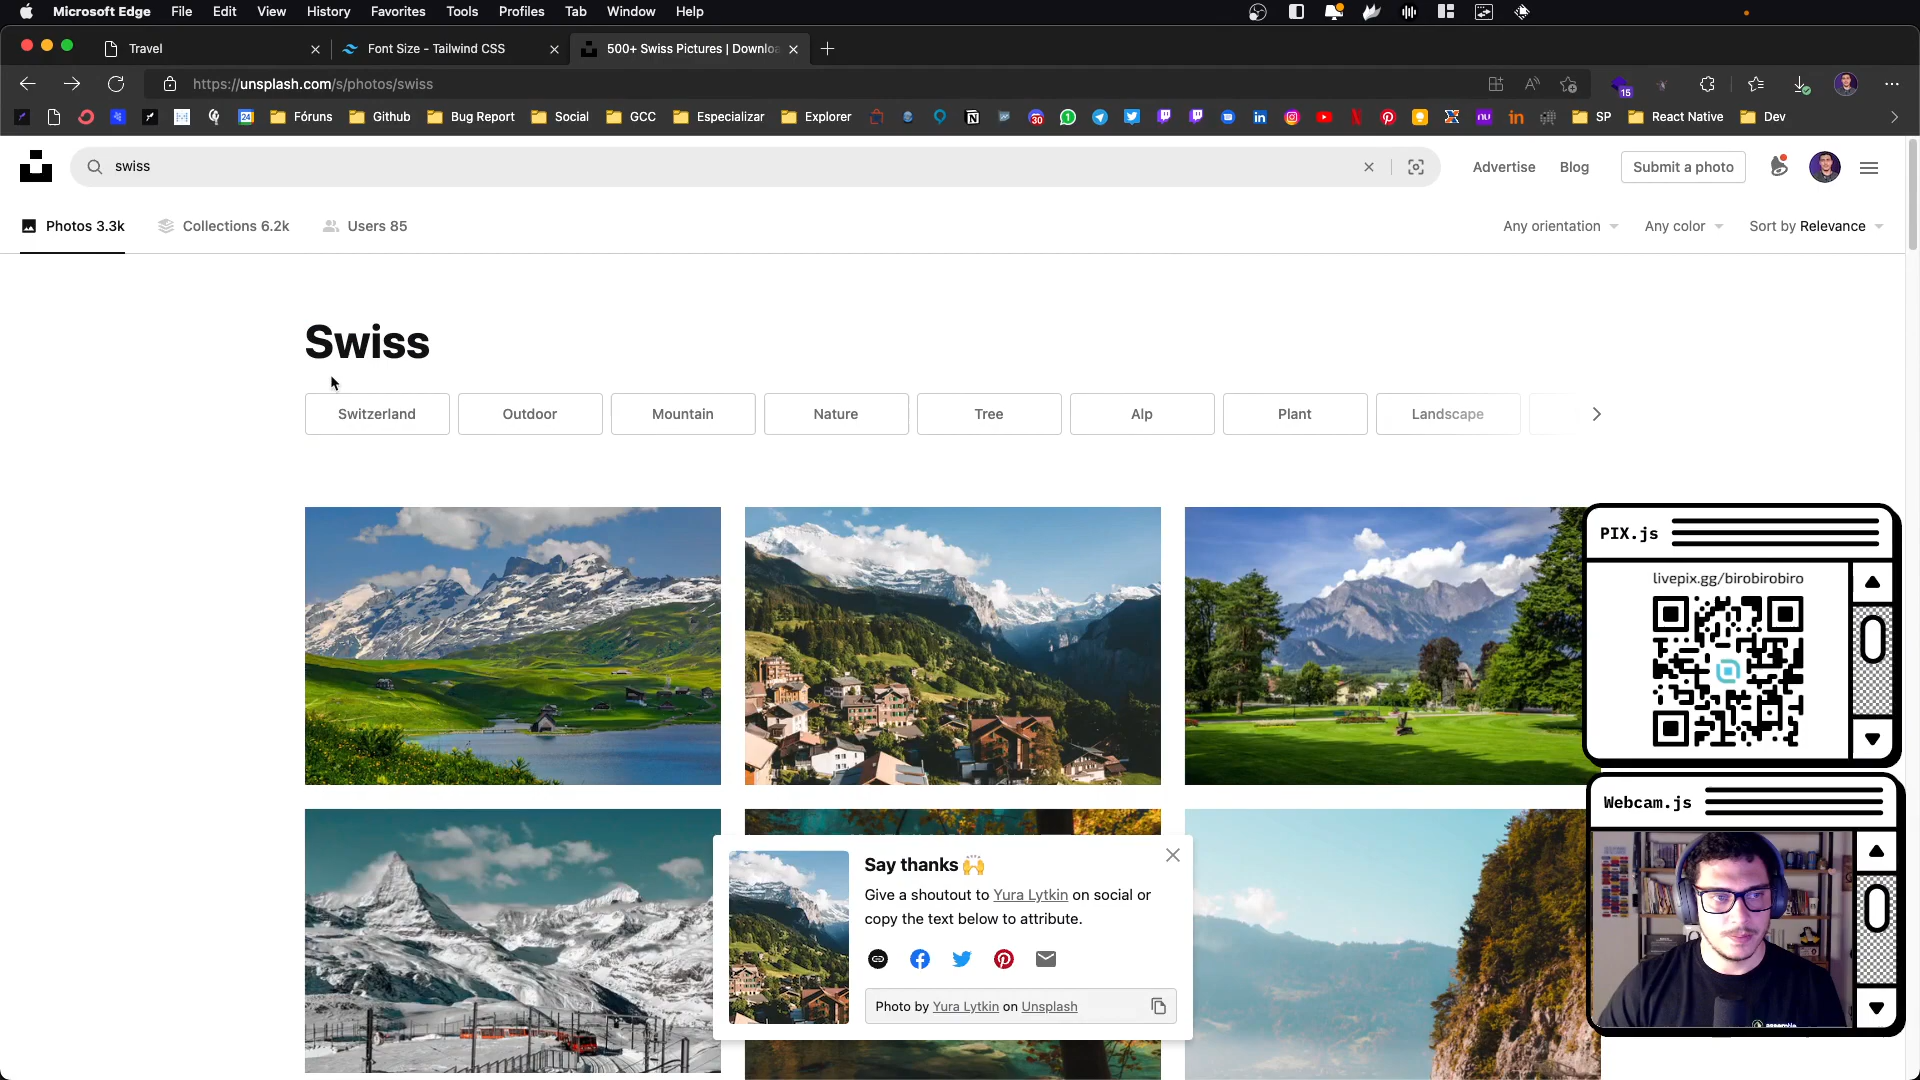 Microsoft Edge File Edit View History Favorites Tools Profiles Tab Window Help
Travel Font Size - Tailwind CSS 500+ Swiss Pictures | Downlo
https://unsplash.com/s/photos/swiss
15
24 Fóruns Github Bug Report Social GCC Especializar Explorer 30 1 SP React Native Dev
swiss
Advertise Blog Submit a photo
Photos 3.3k Collections 6.2k Users 85 Any orientation Any color Sort by Relevance
Swiss
Switzerland Outdoor Mountain Nature Tree Alp Plant Landscape
PIX.js
livepix.gg/birobirobiro
Webcam.js
Say thanks 🙌
Give a shoutout to Yura Lytkin on social or
copy the text below to attribute.
Photo by Yura Lytkin on Unsplash